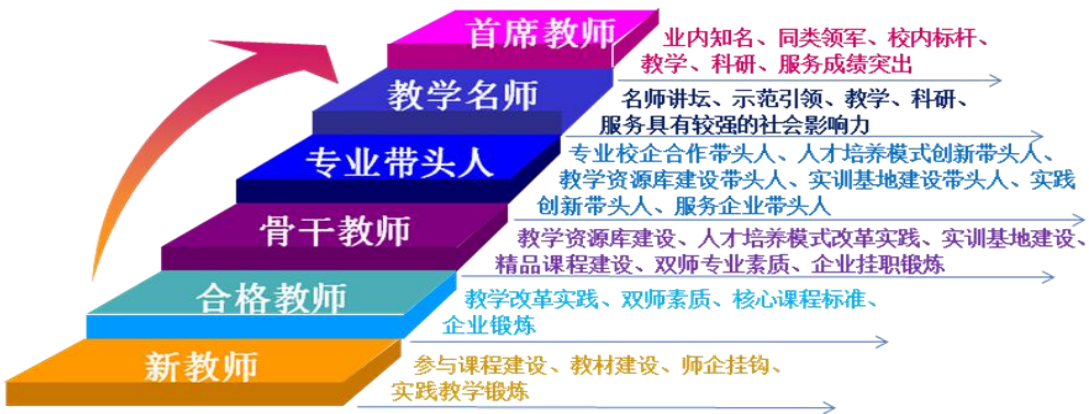 首席教师
业内知名、同类领军、校内标杆、
教学、科研、服务成绩突出
教学名师
名师讲坛、示范引领、教学、科研、
服务具有较强的社会影响力
专业带头人
专业校企合作带头人、人才培养模式创新带头人、
教学资源库建设带头人、实训基地建设带头人、实践
创新带头人、服务企业带头人
骨干教师
教学资源库建设、人才培养模式改革实践、实训基地建设、
精品课程建设、双师专业素质、企业挂职锻炼
合格教师
教学改革实践、双师素质、核心课程标准、
企业锻炼
新教师
参与课程建设、教材建设、师企挂钩、
实践教学锻炼